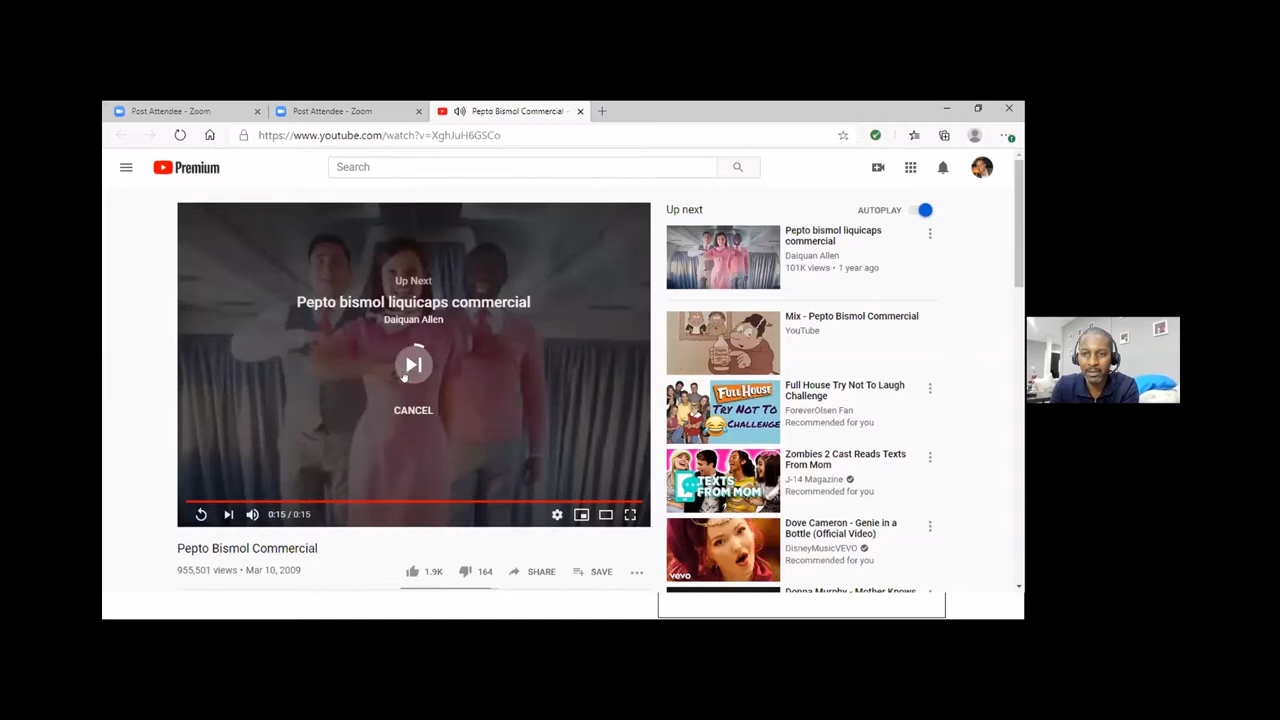 Post Attendee - Zoom
Post Attendee - Zoom
Pepto Bismol Commercial -
https://www.youtube.com/watch?v=XghJuH6GSCo
Premium
Search
Up next
AUTOPLAY
Up Next
Pepto bismol liquicaps commercial
Daiquan Allen
CANCEL
0:15 / 0:15
Pepto Bismol Commercial
955,501 views • Mar 10, 2009
1.9K
164
SHARE
SAVE
Pepto bismol liquicaps
commercial
Daiquan Allen
101K views • 1 year ago
Mix - Pepto Bismol Commercial
YouTube
FULL HOUSE
TRY NOT TO
CHALLENGE
Full House Try Not To Laugh
Challenge
ForeverOlsen Fan
Recommended for you
TEXTS
FROM MOM
Zombies 2 Cast Reads Texts
From Mom
J-14 Magazine
Recommended for you
vevo
Dove Cameron - Genie in a
Bottle (Official Video)
DisneyMusicVEVO
Recommended for you
Donna Murphy - Mother Knows